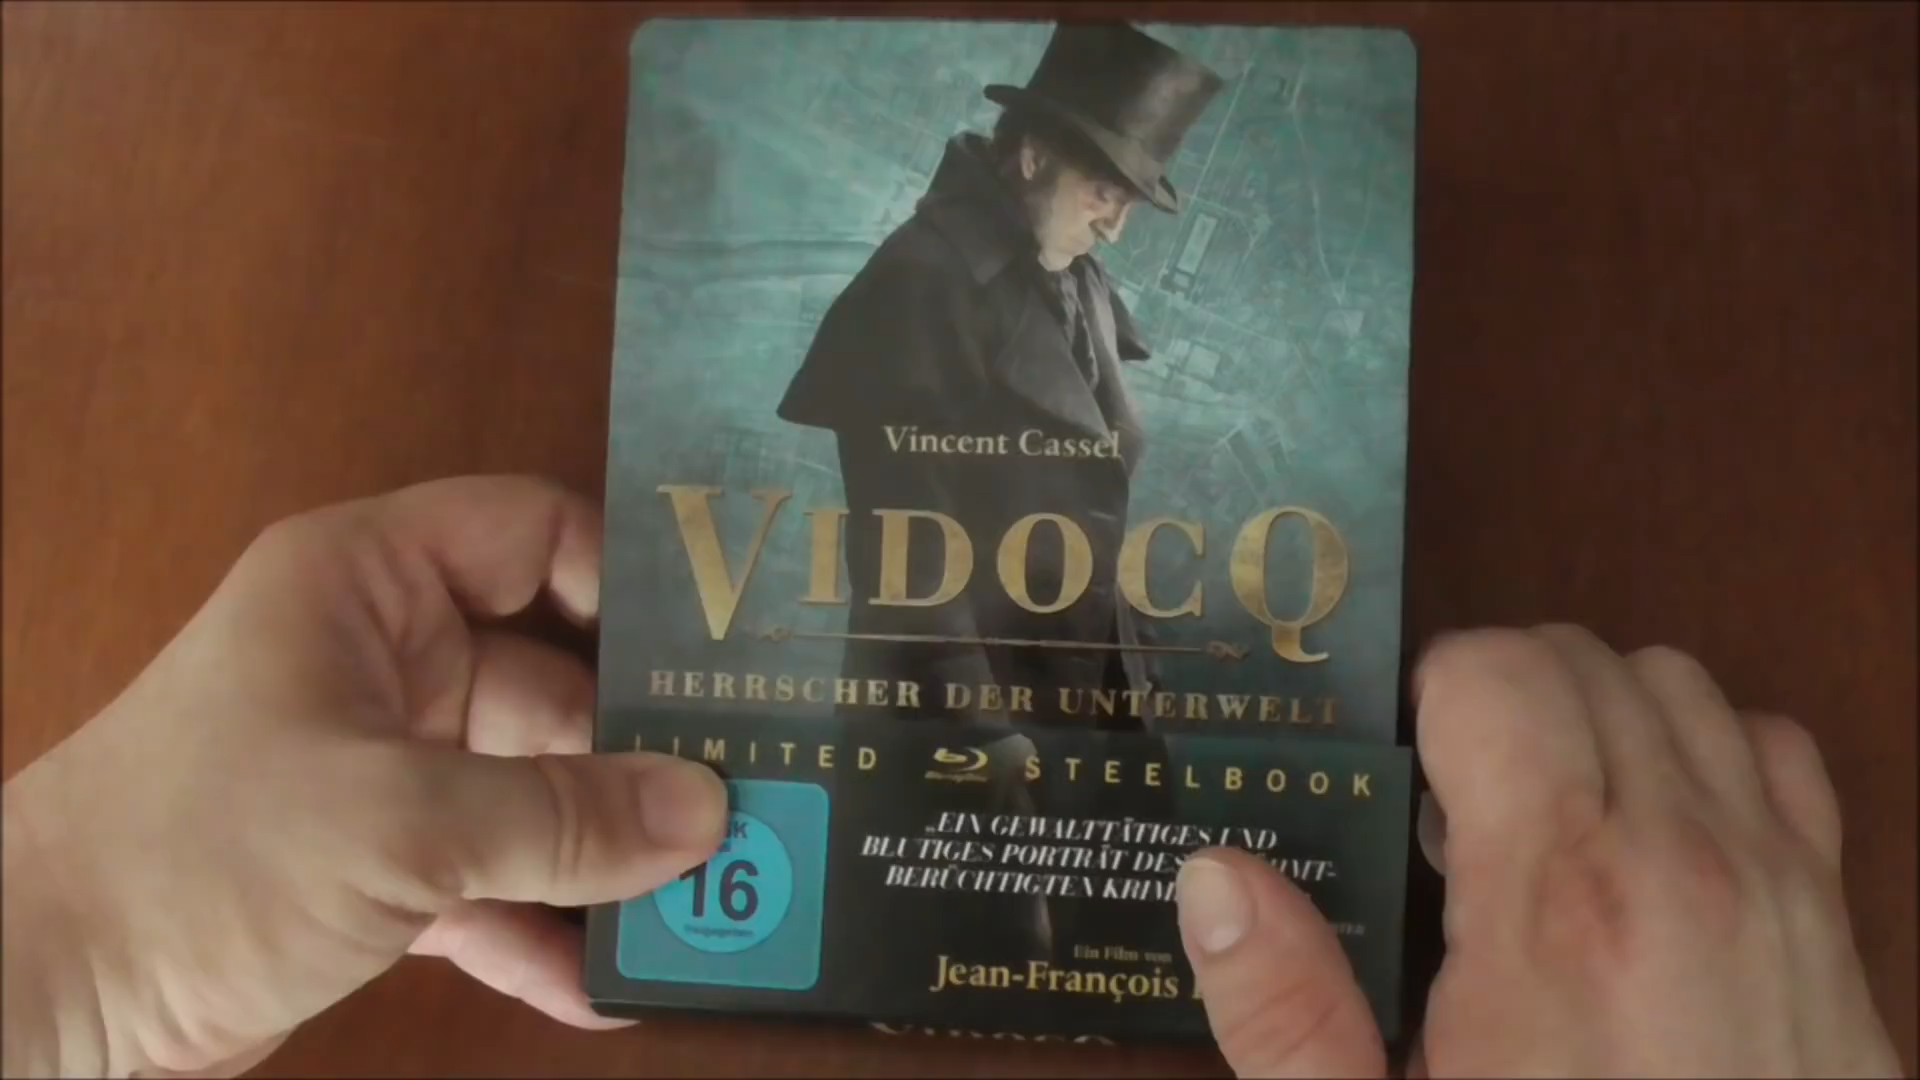 Vincent Cassel
VIDOCQ
HERRSCHER DER UNTERWELT
LIMITED STEELBOOK
„EIN GEWALTTÄTIGES UND
BLUTIGES PORTRÄT DES
BERÜCHTIGTEN
16
Ein Film von
Jean-François
VIDOCQ